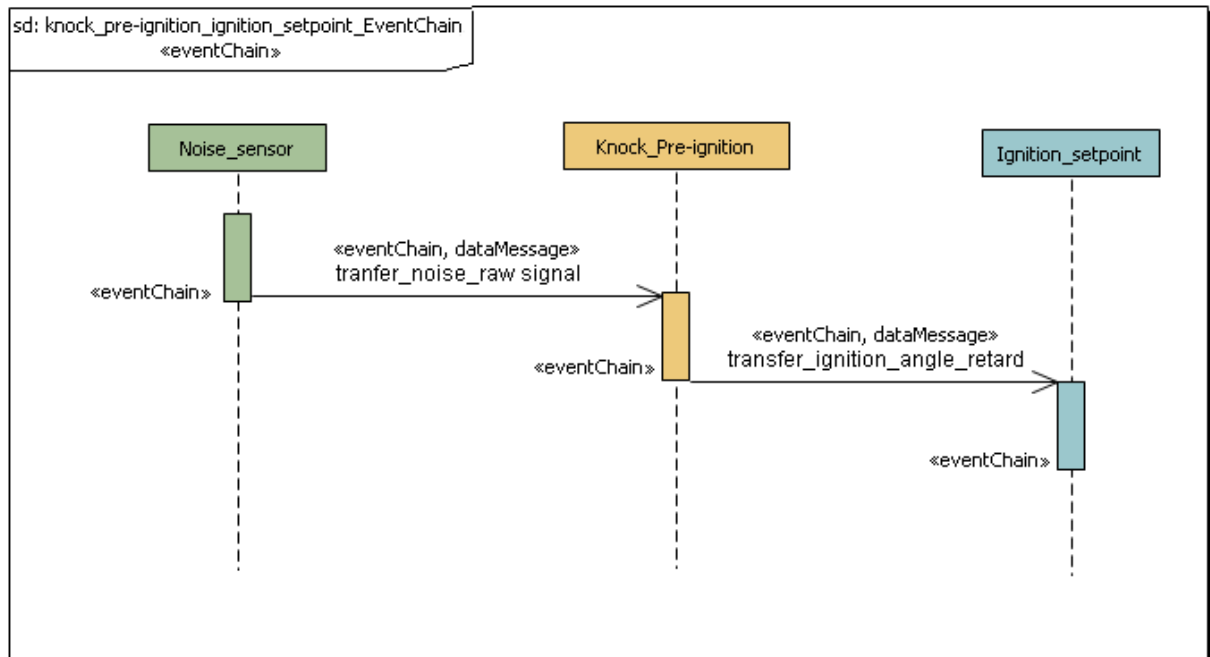 sd: knock_pre-ignition_ignition_setpoint_EventChain
«eventChain»
Noise_sensor
Knock_Pre-ignition
Ignition_setpoint
«eventChain, dataMessage»
tranfer_noise_raw signal
«eventChain»
«eventChain, dataMessage»
transfer_ignition_angle_retard
«eventChain»
«eventChain»